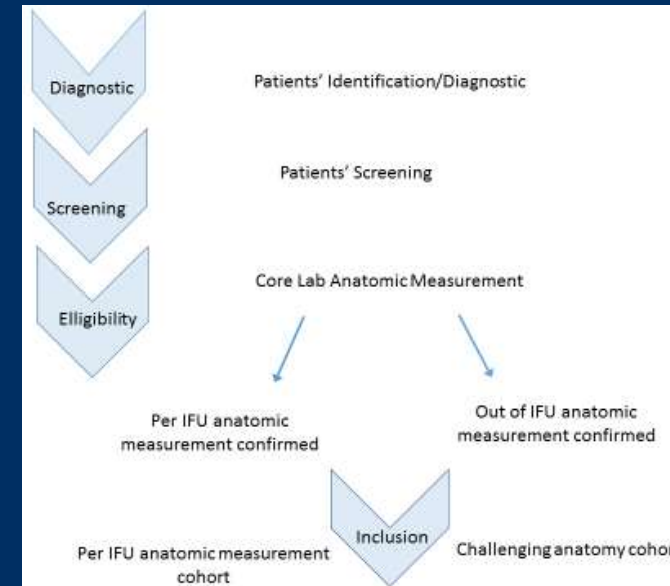 Diagnostic
Patients' Identification/Diagnostic
Screening
Patients' Screening
Elligibility
Core Lab Anatomic Measurement
Per IFU anatomic
measurement confirmed
Out of IFU anatomic
measurement confirmed
Inclusion
Per IFU anatomic measurement
cohort
Challenging anatomy cohort